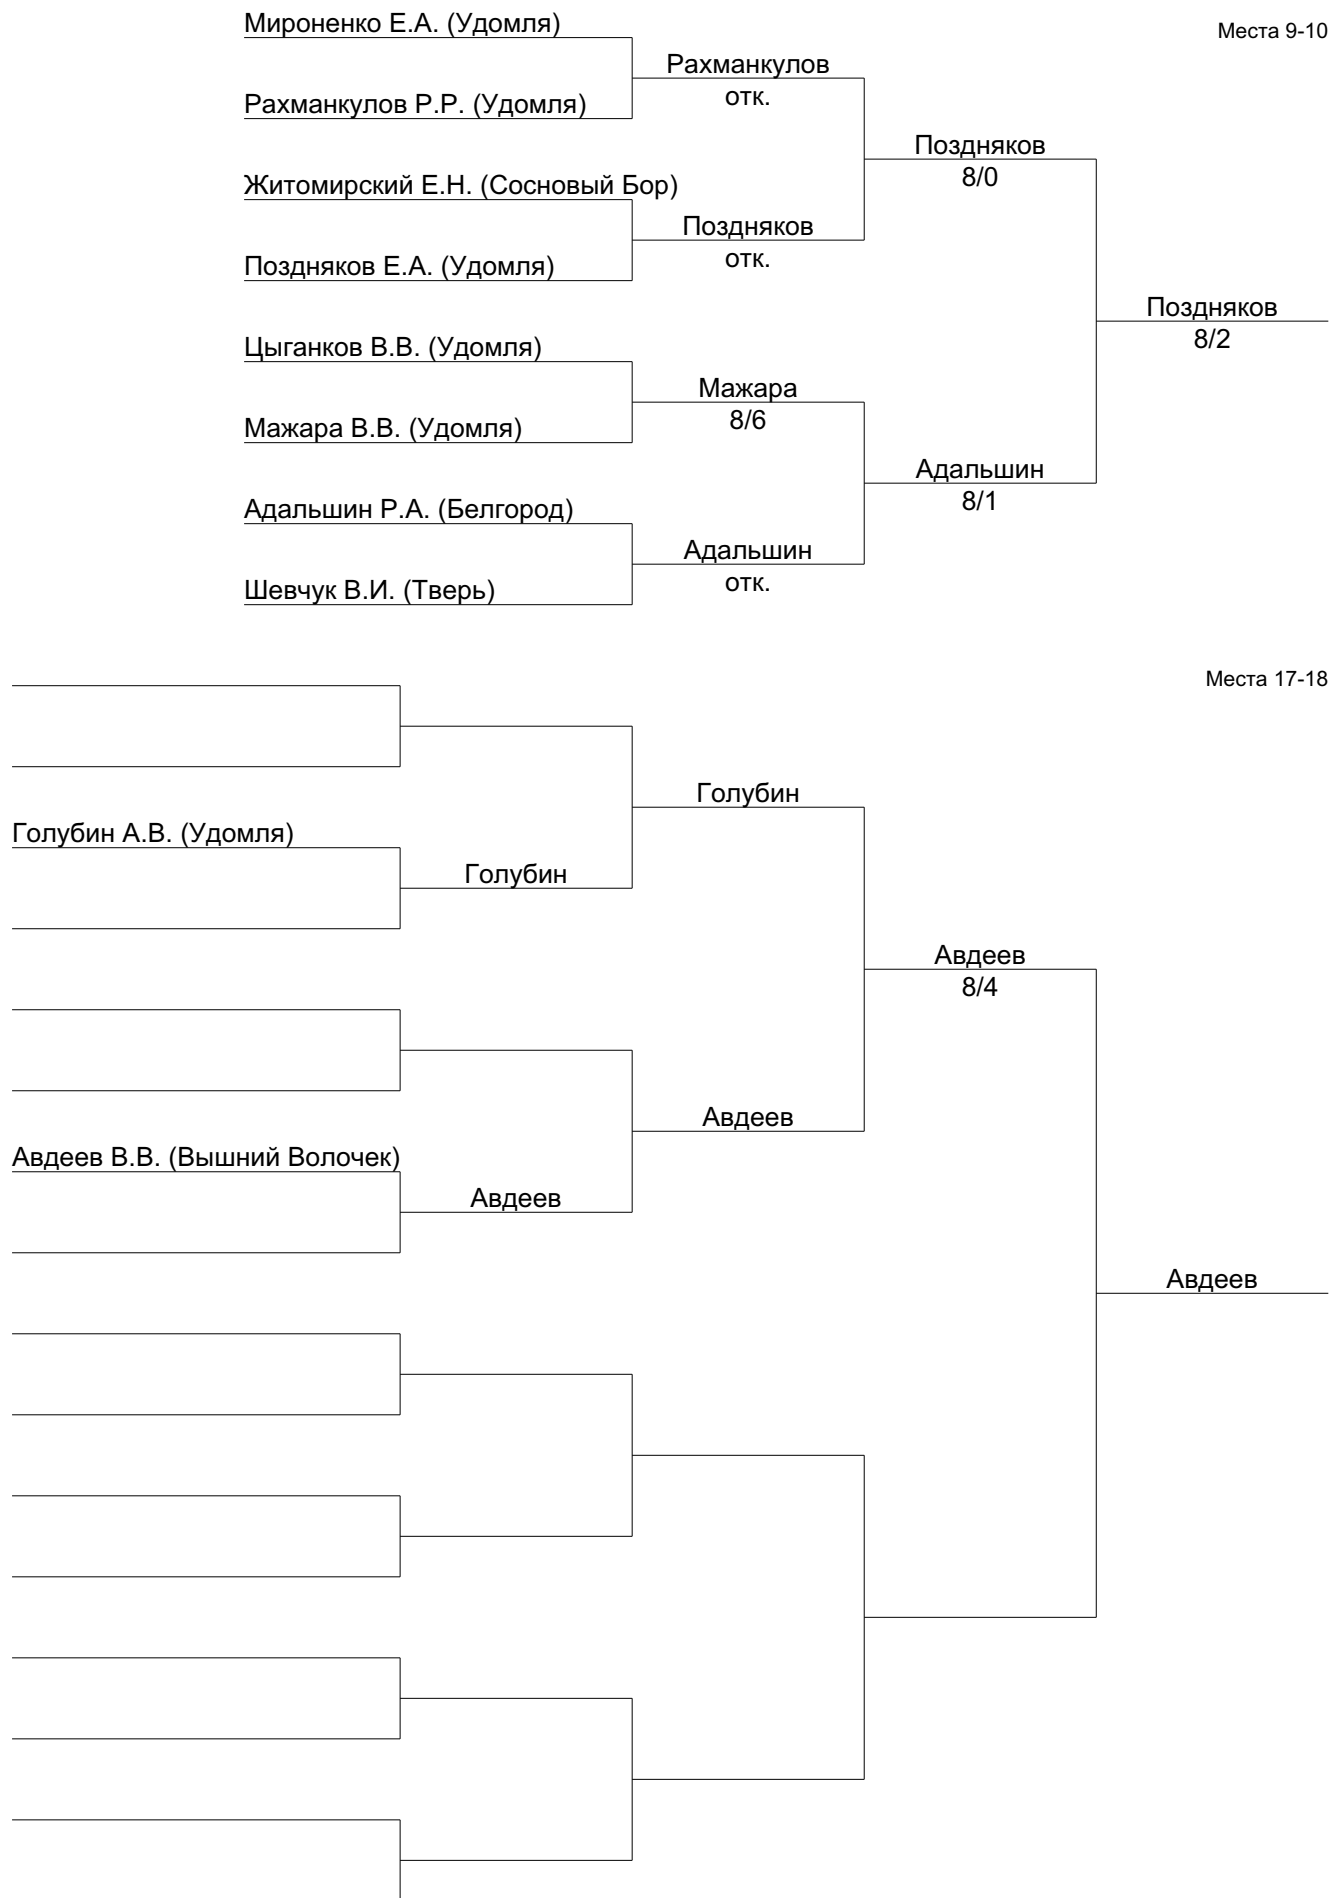 Мироненко Е.А. (Удомля)
Места 9-10
Рахманкулов
отк.
Рахманкулов Р.Р. (Удомля)
Поздняков
8/0
Житомирский Е.Н. (Сосновый Бор)
Поздняков
отк.
Поздняков Е.А. (Удомля)
Поздняков
8/2
Цыганков В.В. (Удомля)
Мажара
8/6
Мажара В.В. (Удомля)
Адальшин
8/1
Адальшин Р.А. (Белгород)
Адальшин
отк.
Шевчук В.И. (Тверь)
Места 17-18
Голубин
Голубин А.В. (Удомля)
Голубин
Авдеев
8/4
Авдеев
Авдеев В.В. (Вышний Волочек)
Авдеев
Авдеев